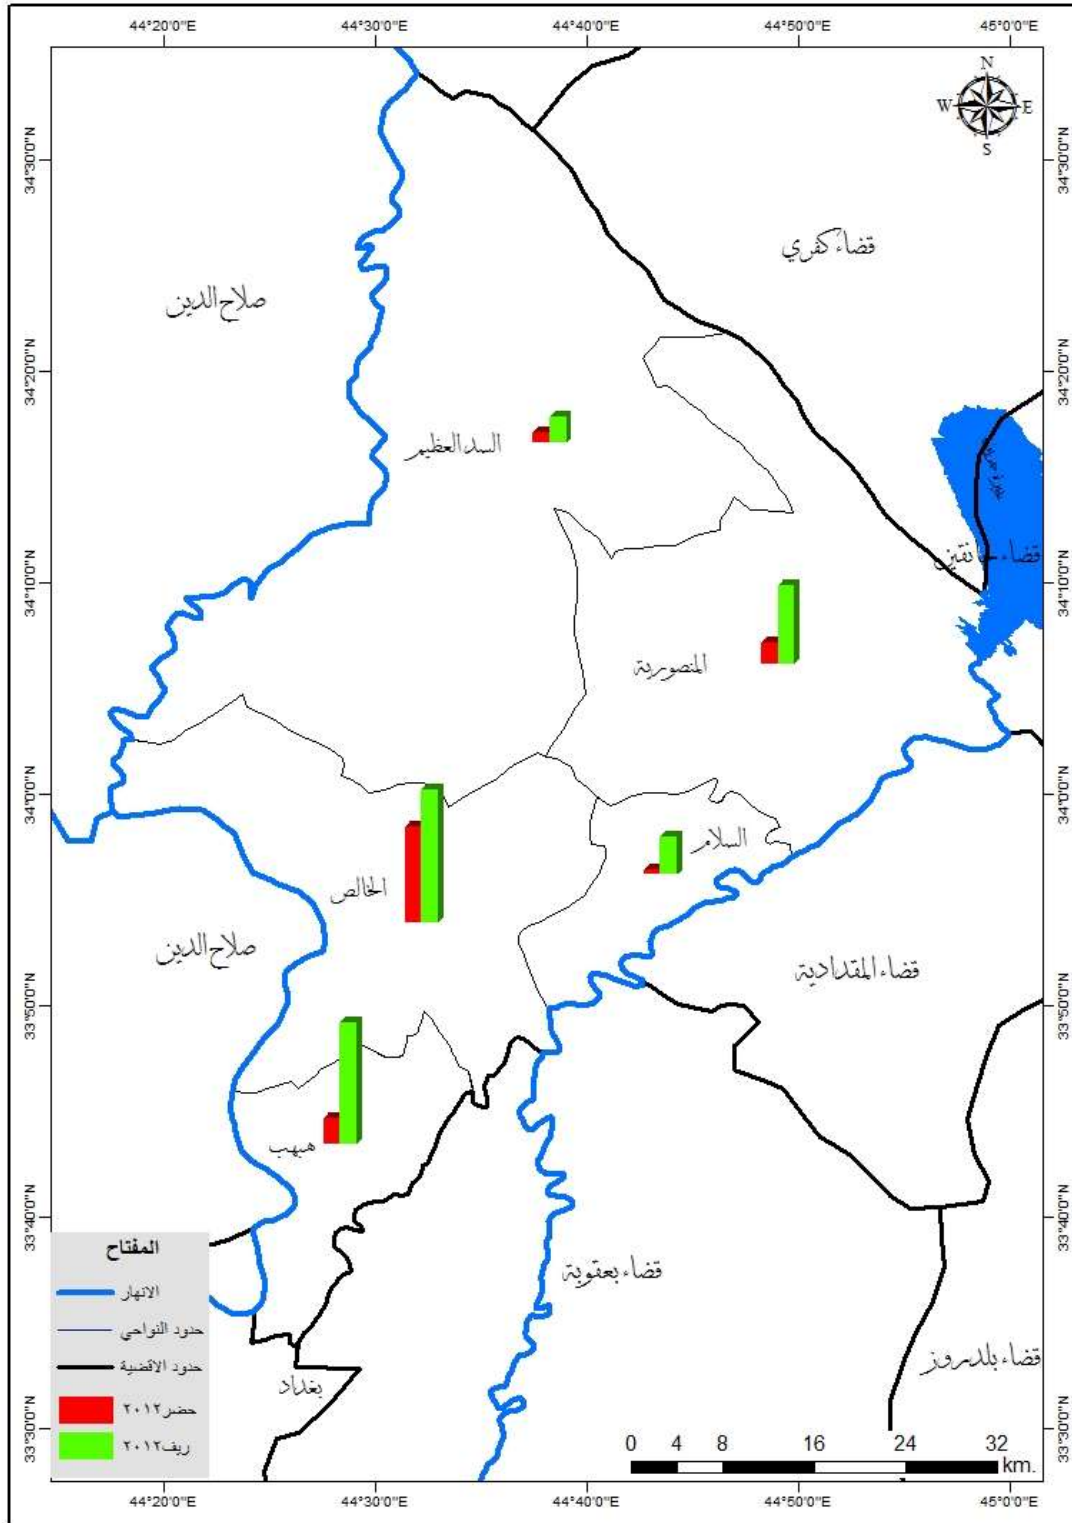 44°20'0"E 44°30'0"E 44°40'0"E 44°50'0"E 45°0'0"E
N
W E
S
34°30'0"N 34°30'0"N
قضاء كفري
صلاح الدين
34°20'0"N 34°20'0"N
السد العظيم
34°10'0"N 34°10'0"N
قضاء خانقين
المنصورية
34°0'0"N 34°0'0"N
السلام
الخالص
صلاح الدين
قضاء المقدادية
33°50'0"N 33°50'0"N
هبهب
33°40'0"N 33°40'0"N
قضاء بعقوبة
قضاء بلدروز
بغداد
33°30'0"N 33°30'0"N
المفتاح
الانهار
حدود النواحي
حدود الاقضية
حضر٢٠١٢
ريف٢٠١٢
0 4 8 16 24 32
km.
44°20'0"E 44°30'0"E 44°40'0"E 44°50'0"E 45°0'0"E